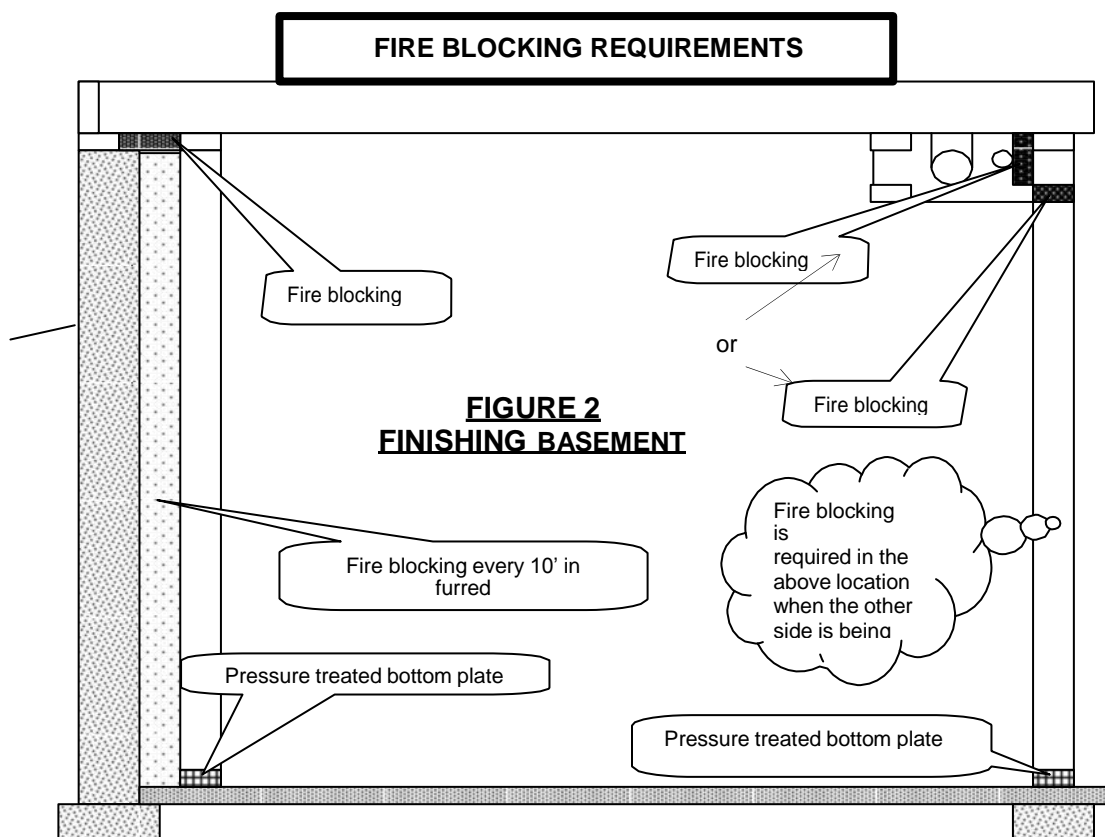 FIRE BLOCKING REQUIREMENTS
Fire blocking
Fire blocking
or
Fire blocking
FIGURE 2
FINISHING BASEMENT
Fire blocking
is
required in the
above location
when the other
side is being
Fire blocking every 10’ in
furred
Pressure treated bottom plate
Pressure treated bottom plate